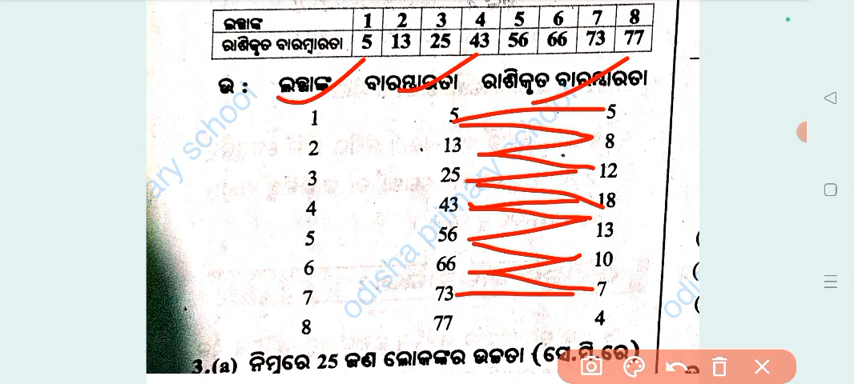 ଲବ୍ଧାଙ୍କ 1 2 3 4 5 6 7 8
ରାଶିକୃତ ବାରମ୍ବାରତା 5 13 25 43 56 66 73 77
ଉ : ଲବ୍ଧାଙ୍କ ବାରମ୍ବାରତା ରାଶିକୃତ ବାରମ୍ବାରତା
1 5 5
2 13 8
3 25 12
4 43 18
5 56 13
6 66 10
7 73 7
8 77 4
3.(a) ନିମ୍ନରେ 25 ଜଣ ଲୋକଙ୍କର ଉଚ୍ଚତା (ସେ.ମି.ରେ)
odisha primary school